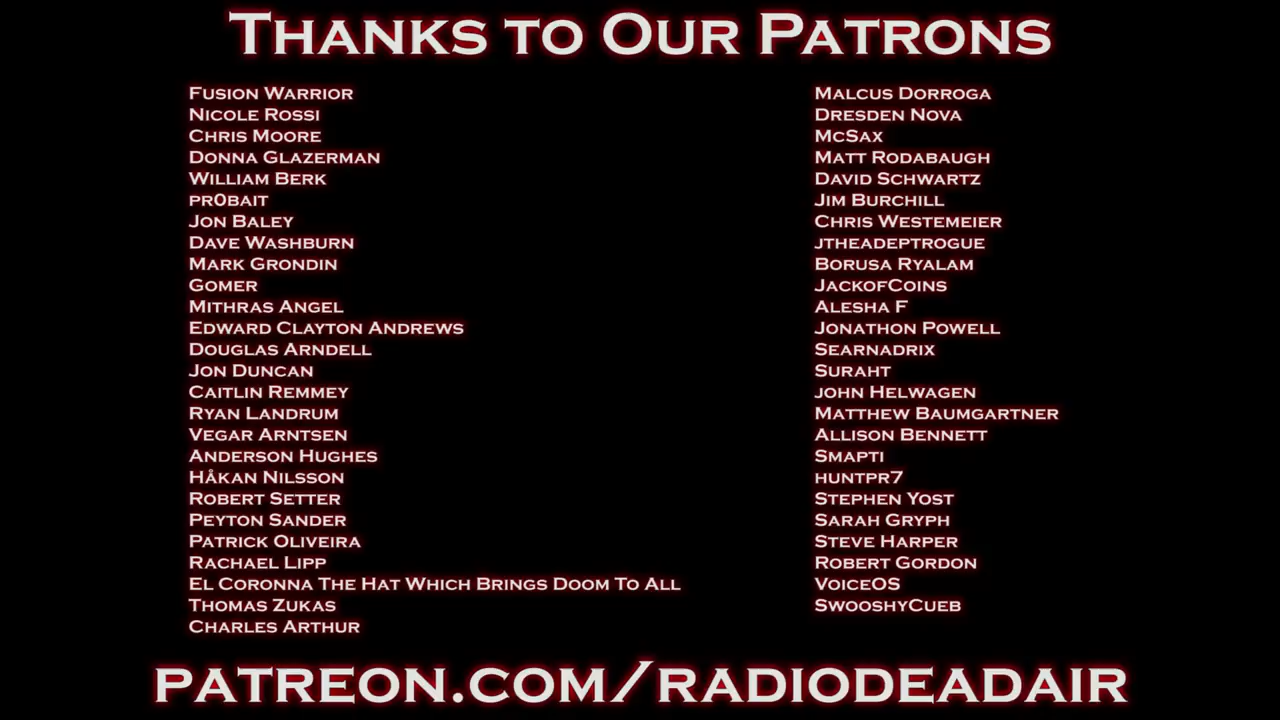 Thanks to Our Patrons
Fusion Warrior
Nicole Rossi
Chris Moore
Donna Glazerman
William Berk
pr0bait
Jon Baley
Dave Washburn
Mark Grondin
Gomer
Mithras Angel
Edward Clayton Andrews
Douglas Arndell
Jon Duncan
Caitlin Remmey
Ryan Landrum
Vegar Arntsen
Anderson Hughes
Håkan Nilsson
Robert Setter
Peyton Sander
Patrick Oliveira
Rachael Lipp
El Coronna The Hat Which Brings Doom To All
Thomas Zukas
Charles Arthur
Malcus Dorroga
Dresden Nova
McSax
Matt Rodabaugh
David Schwartz
Jim Burchill
Chris Westemeier
jtheadeptrogue
Borusa Ryalam
JackofCoins
Alesha F
Jonathon Powell
Searnadrix
Suraht
john Helwagen
Matthew Baumgartner
Allison Bennett
Smapti
huntpr7
Stephen Yost
Sarah Gryph
Steve Harper
Robert Gordon
VoiceOS
SwooshyCueb
patreon.com/radiodeadair